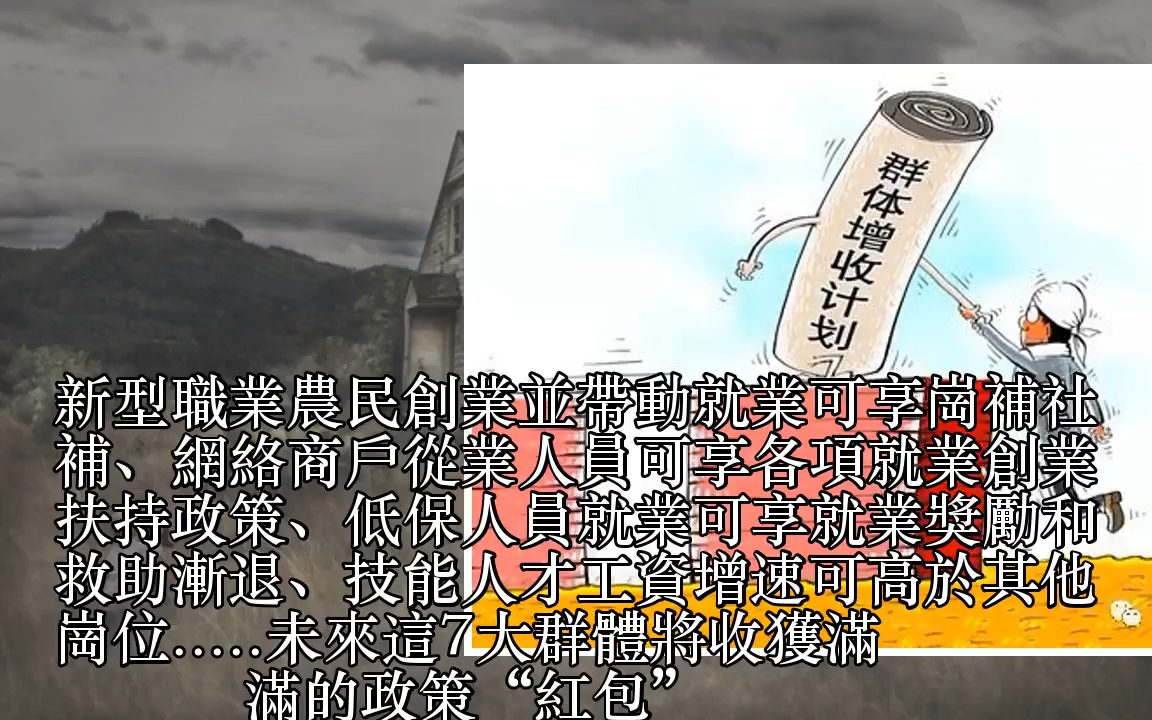 群体增收计划
新型職業農民創業並帶動就業可享崗補社
補、網絡商戶從業人員可享各項就業創業
扶持政策、低保人員就業可享就業獎勵和
救助漸退、技能人才工資增速可高於其他
崗位.....未來這7大群體將收獲滿
滿的政策“紅包”